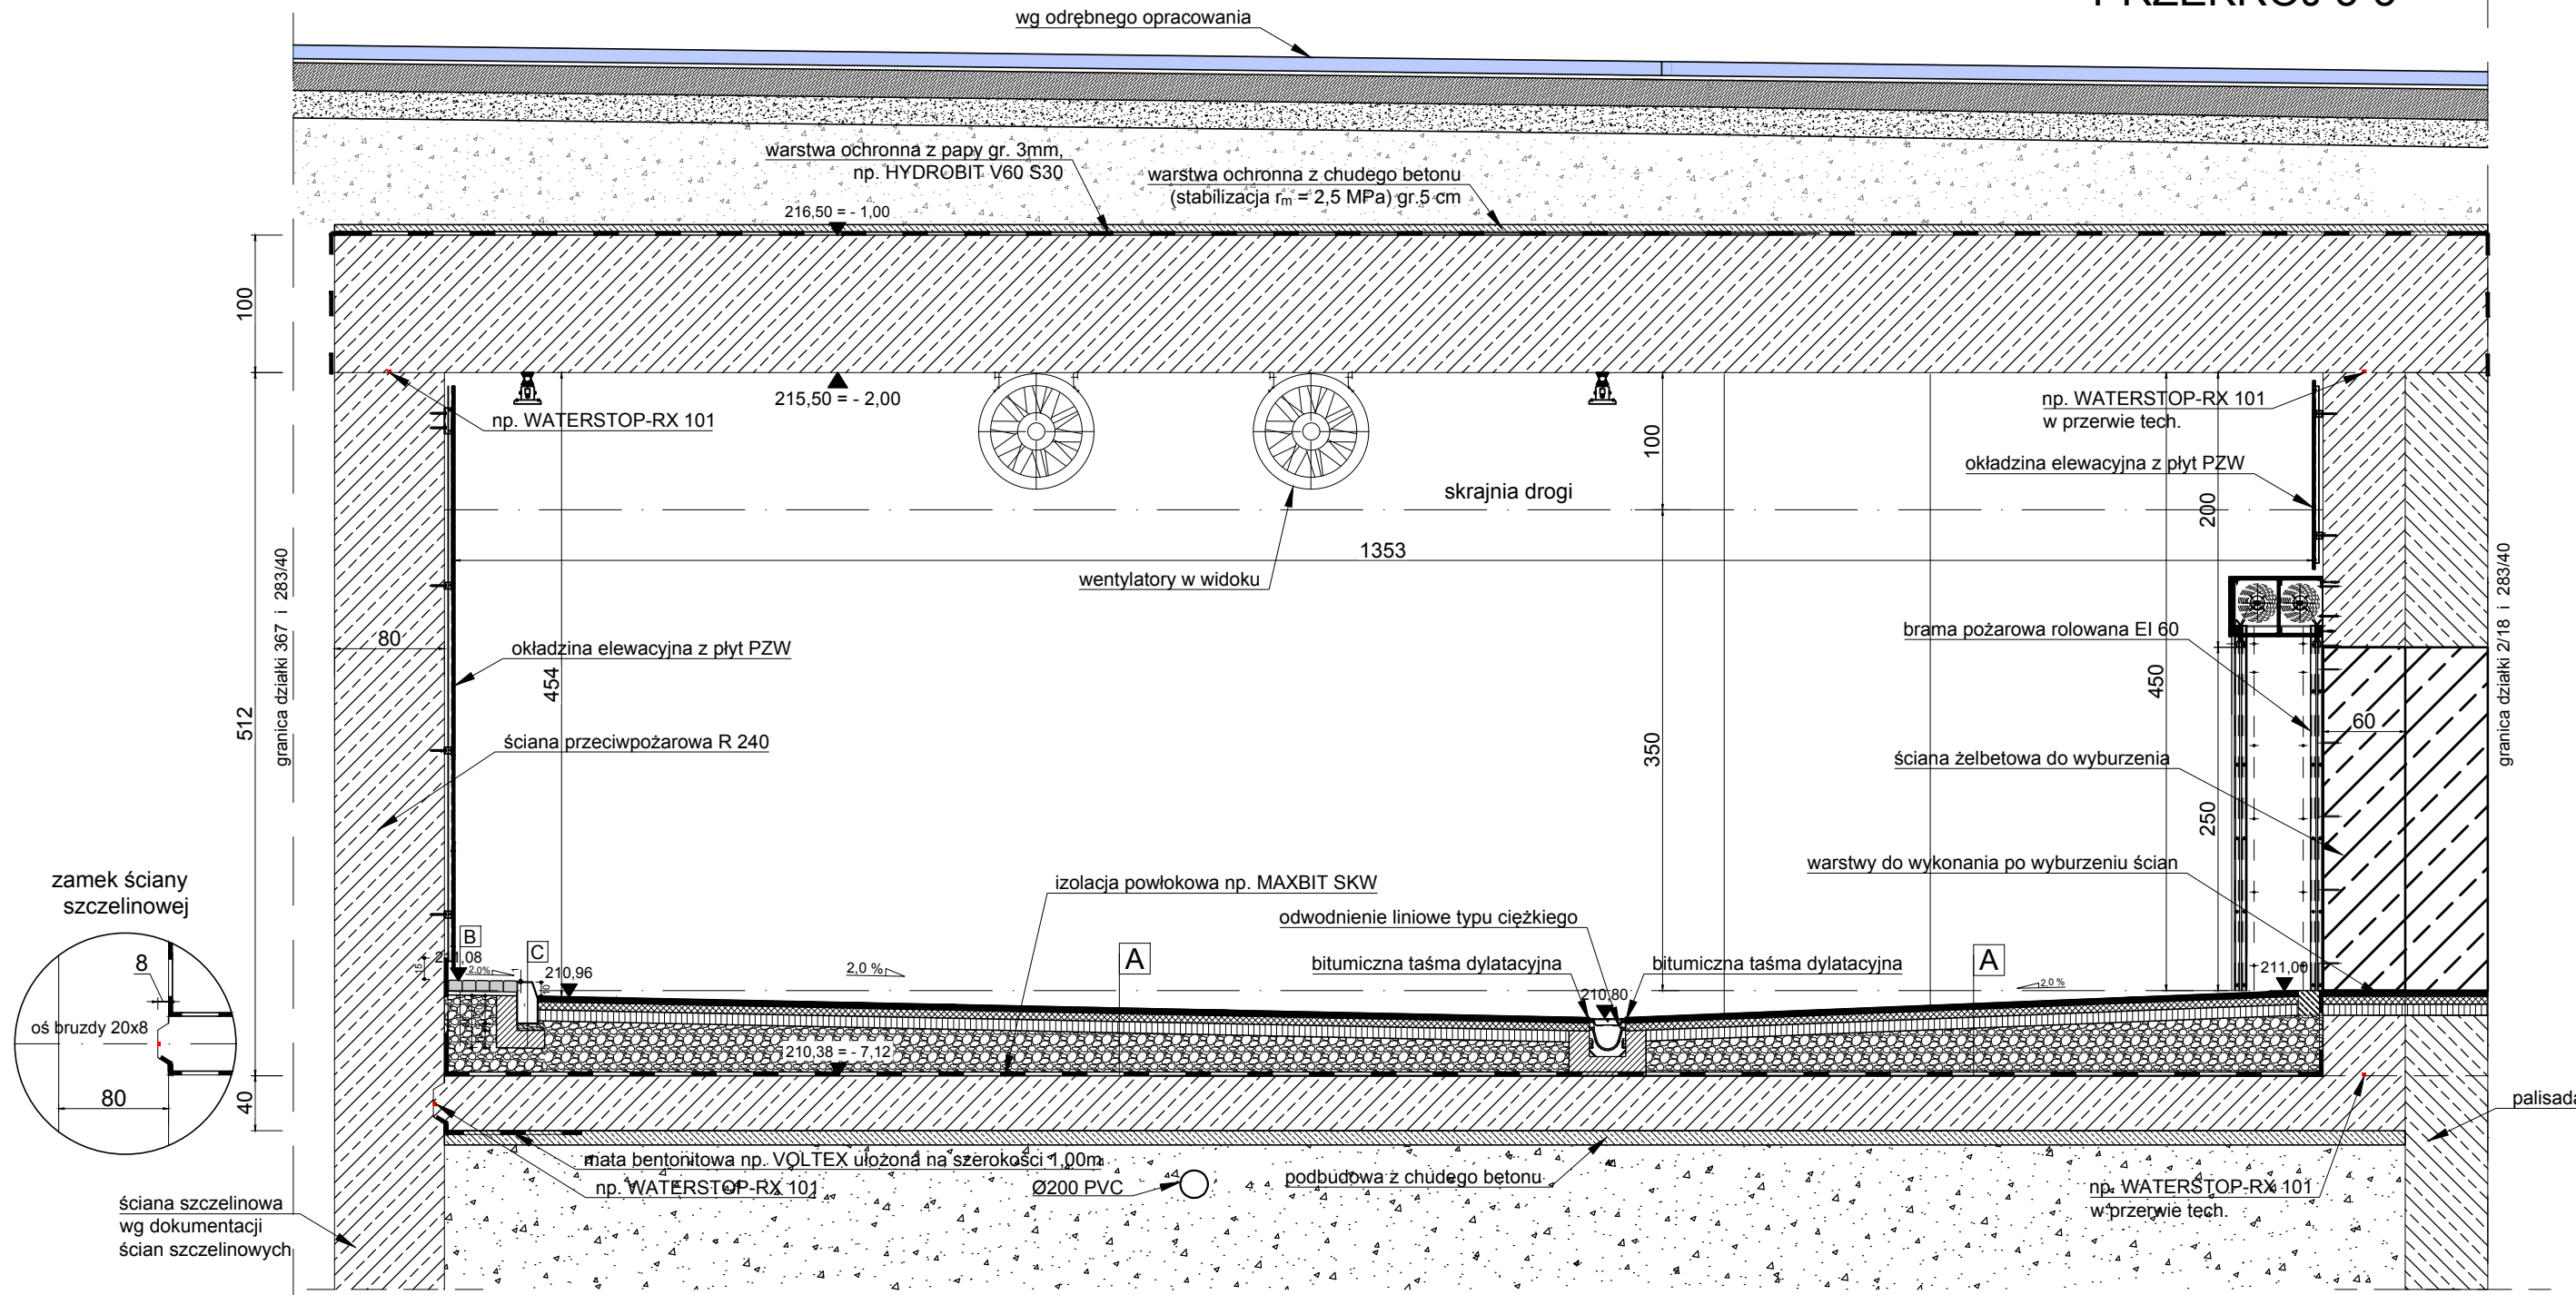 PRZEKRÓJ
wg odrębnego opracowania
warstwa ochronna z papy gr. 3mm,
np. HYDROBIT V60 S30
warstwa ochronna z chudego betonu
(stabilizacja rm = 2,5 MPa) gr.5 cm
216,50 = - 1,00
100
215,50 = - 2,00
np. WATERSTOP-RX 101
np. WATERSTOP-RX 101
w przerwie tech.
100
okładzina elewacyjna z płyt PZW
skrajnia drogi
200
1353
wentylatory w widoku
granica działki 367 i 283/40
granica działki 2/18 i 283/40
80
okładzina elewacyjna z płyt PZW
brama pożarowa rolowana EI 60
454
450
512
60
ściana przeciwpożarowa R 240
350
ściana żelbetowa do wyburzenia
250
warstwy do wykonania po wyburzeniu ścian
zamek ściany
szczelinowej
izolacja powłokowa np. MAXBIT SKW
odwodnienie liniowe typu ciężkiego
B
C
A
A
bitumiczna taśma dylatacyjna
bitumiczna taśma dylatacyjna
8
15
211,08
2,0%
1
210,96
10
2,0 %
2,0 %
211,00
210,80
oś bruzdy 20x8
210,38 = - 7,12
80
40
palisada
mata bentonitowa np. VOLTEX ułożona na szerokości 1,00m
np. WATERSTOP-RX 101
Ø200 PVC
podbudowa z chudego betonu
np. WATERSTOP-RX 101
w przerwie tech.
ściana szczelinowa
wg dokumentacji
ścian szczelinowych